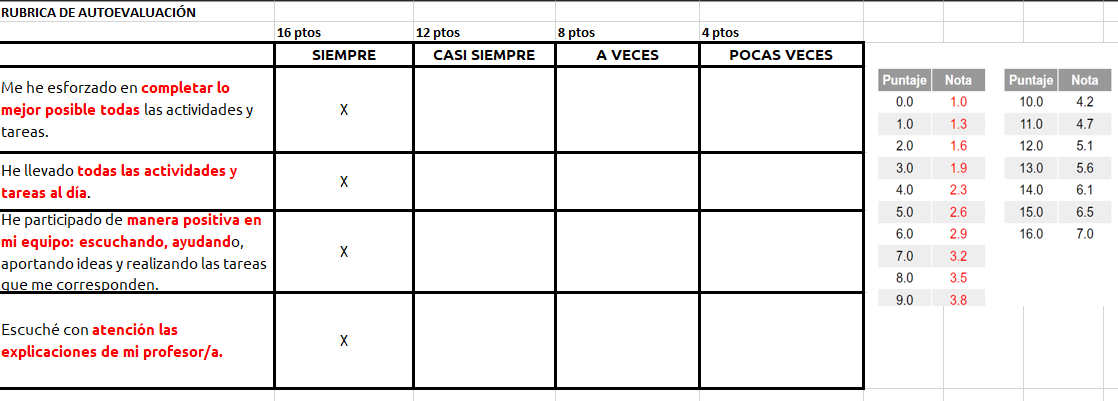 RUBRICA DE AUTOEVALUACIÓN
16 ptos 12 ptos 8 ptos 4 ptos
SIEMPRE CASI SIEMPRE A VECES POCAS VECES
Me he esforzado en completar lo
mejor posible todas las actividades y
tareas.
X
He llevado todas las actividades y
tareas al día.
X
He participado de manera positiva en
mi equipo: escuchando, ayudando,
aportando ideas y realizando las tareas
que me corresponden.
X
Escuché con atención las
explicaciones de mi profesor/a.
X
Puntaje Nota
0.0 1.0
1.0 1.3
2.0 1.6
3.0 1.9
4.0 2.3
5.0 2.6
6.0 2.9
7.0 3.2
8.0 3.5
9.0 3.8
Puntaje Nota
10.0 4.2
11.0 4.7
12.0 5.1
13.0 5.6
14.0 6.1
15.0 6.5
16.0 7.0